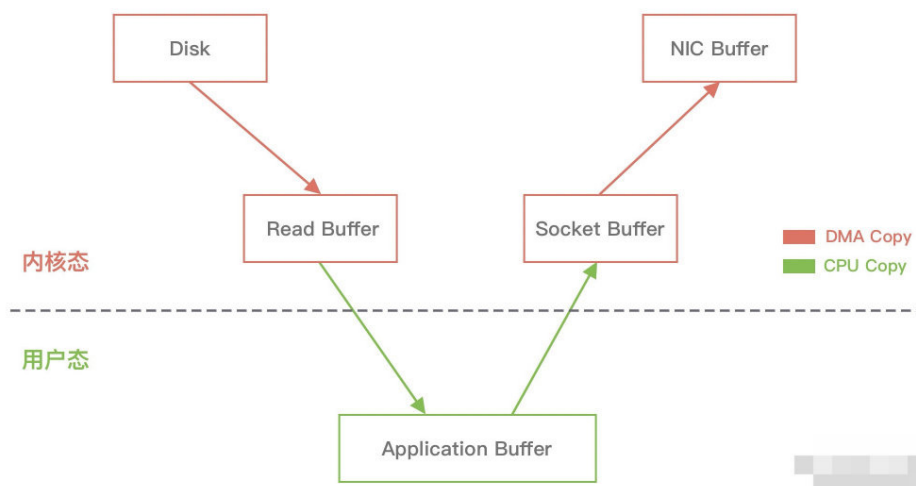 Disk
NIC Buffer
Read Buffer
Socket Buffer
DMA Copy
CPU Copy
内核态
用户态
Application Buffer